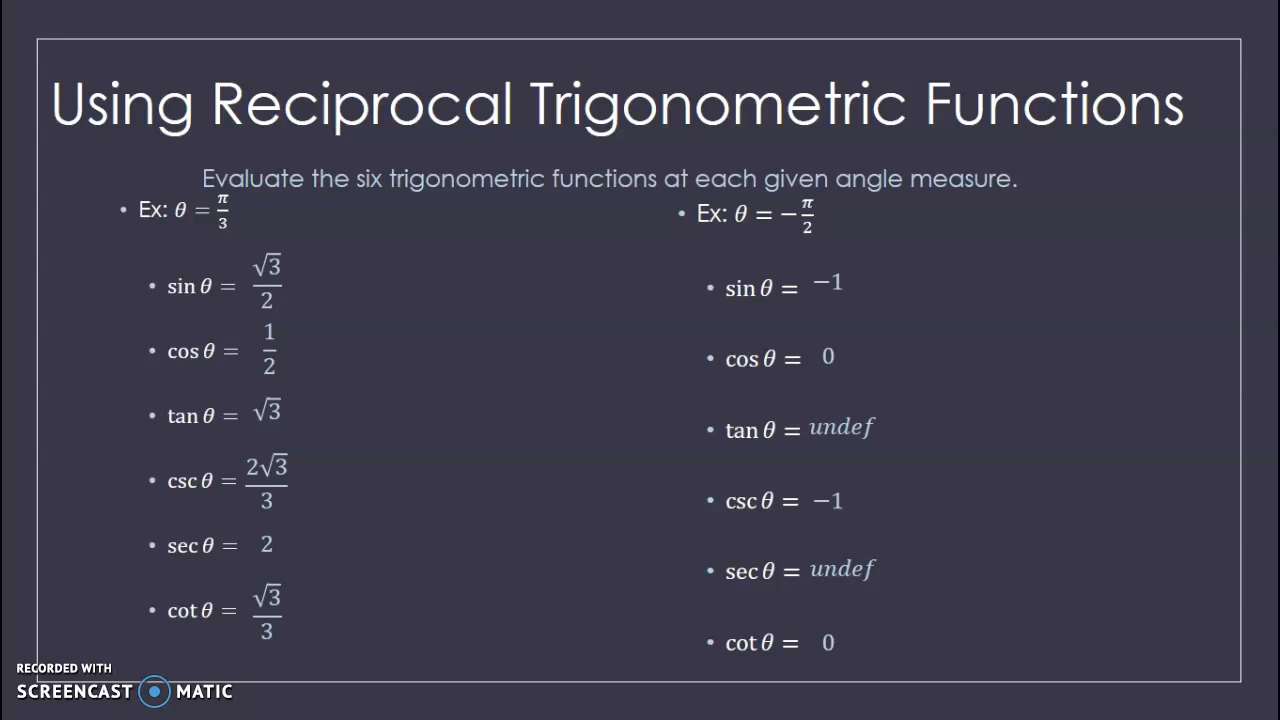 Using Reciprocal Trigonometric Functions
Evaluate the six trigonometric functions at each given angle measure.
• Ex: θ = π/3
• sin θ = √3/2
• cos θ = 1/2
• tan θ = √3
• csc θ = 2√3/3
• sec θ = 2
• cot θ = √3/3
• Ex: θ = −π/2
• sin θ = −1
• cos θ = 0
• tan θ = undef
• csc θ = −1
• sec θ = undef
• cot θ = 0
RECORDED WITH
SCREENCAST MATIC